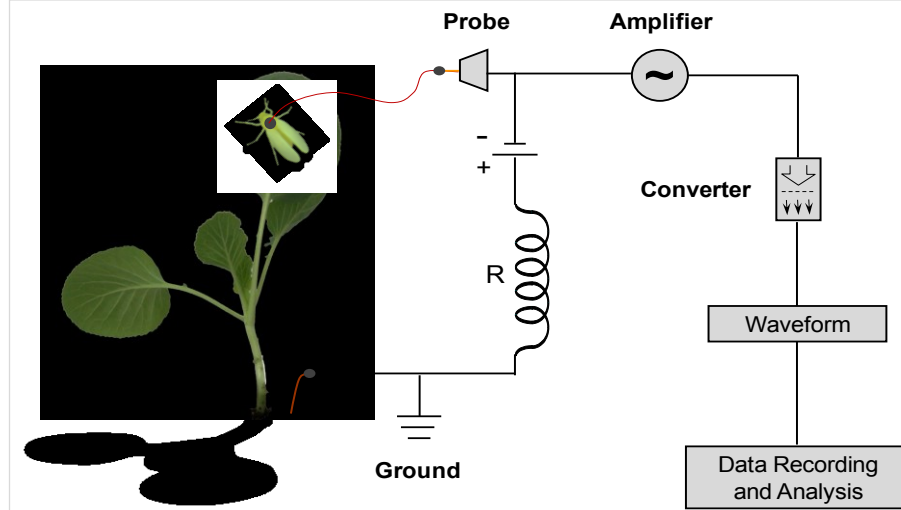 Probe
Amplifier
-
+
Converter
R
Waveform
Ground
Data Recording
and Analysis